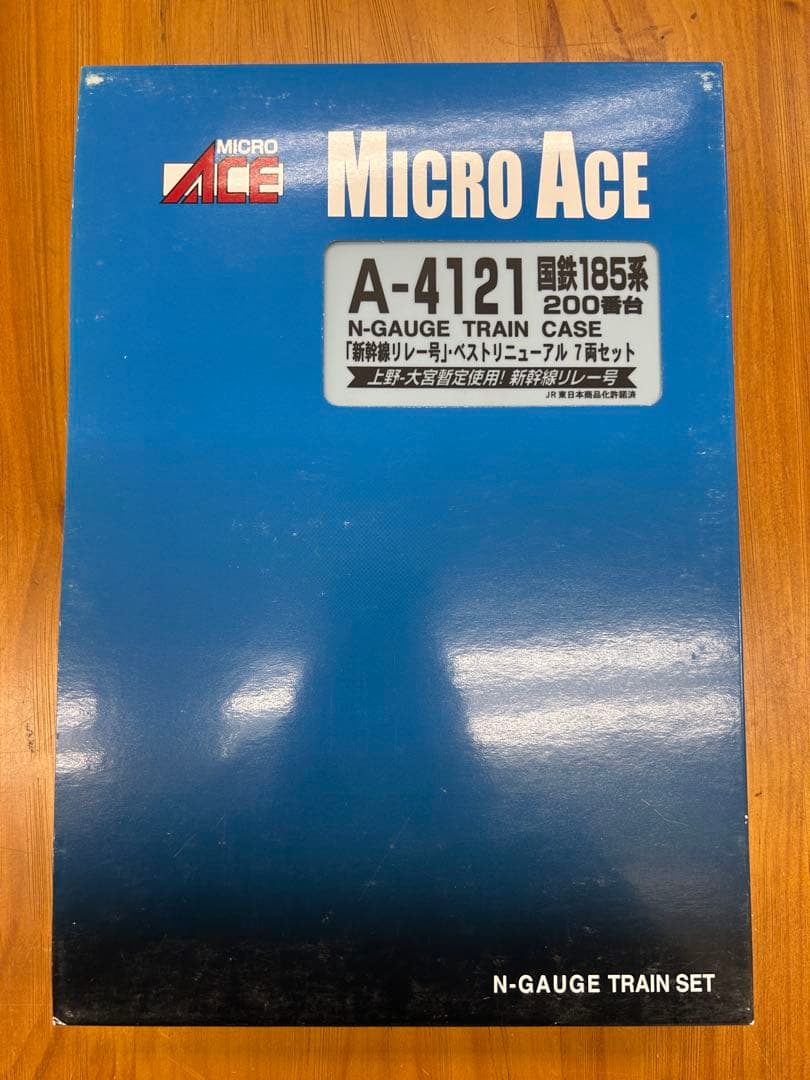 MICRO
ACE
MICRO ACE
A-4121
国鉄185系
200番台
N-GAUGE TRAIN CASE
「新幹線リレー号」・ベストリニューアル 7両セット
上野-大宮暫定使用! 新幹線リレー号
JR東日本商品化許諾済
N-GAUGE TRAIN SET